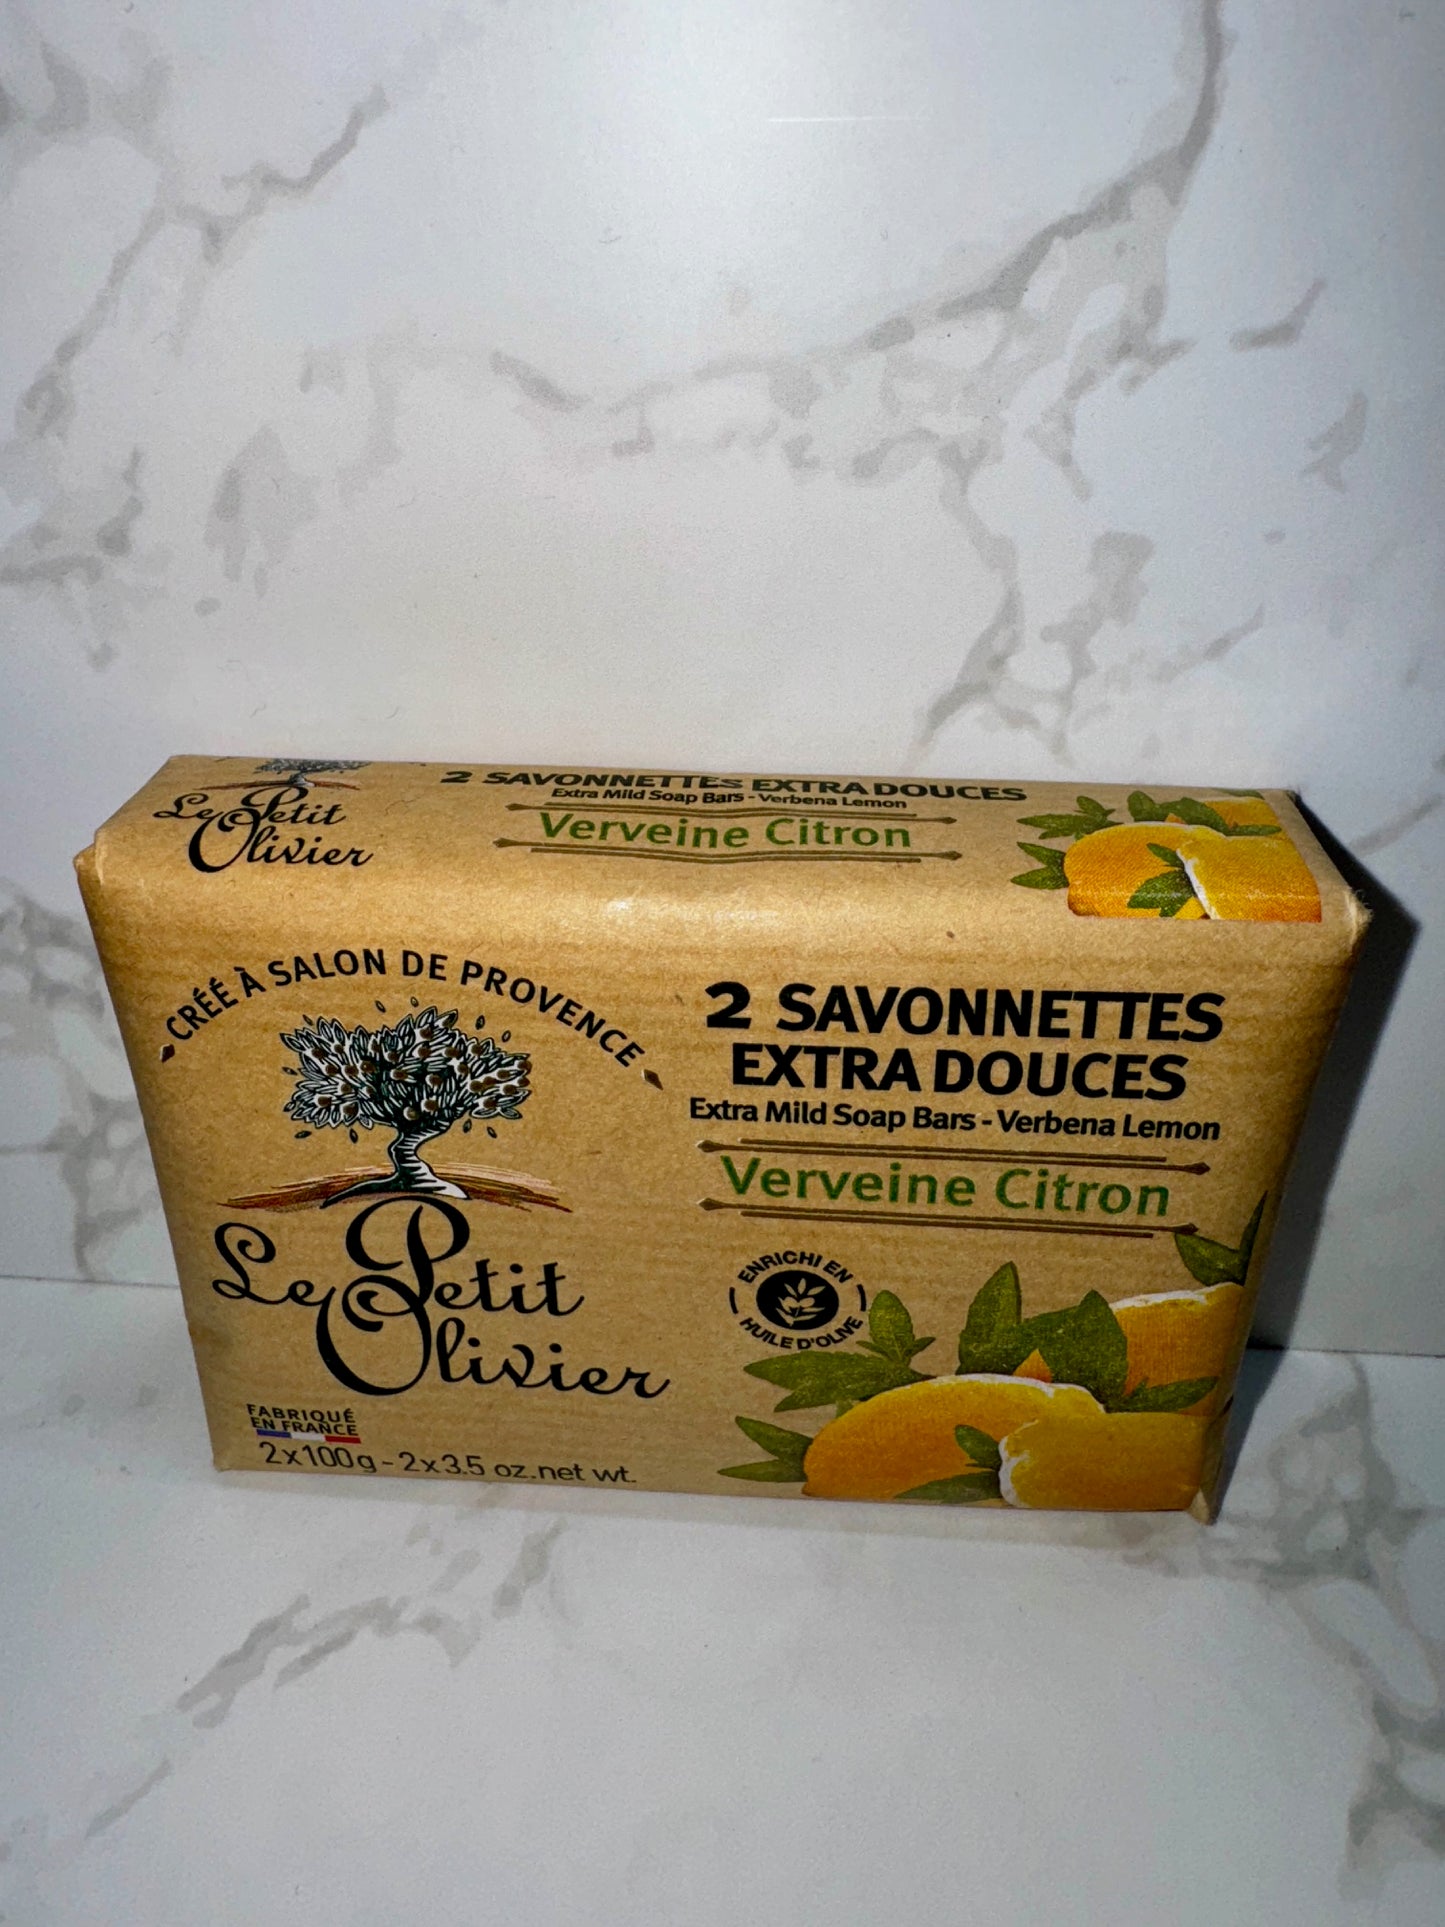 Le Petit
Olivier
2 SAVONNETTES EXTRA DOUCES
Extra Mild Soap Bars - Verbena Lemon
Verveine Citron
CRÉÉ À SALON DE PROVENCE
Le Petit
Olivier
FABRIQUÉ
EN FRANCE
2x100g - 2x3.5 oz. net wt.
2 SAVONNETTES
EXTRA DOUCES
Extra Mild Soap Bars - Verbena Lemon
Verveine Citron
ENRICHI EN
HUILE D'OLIVE